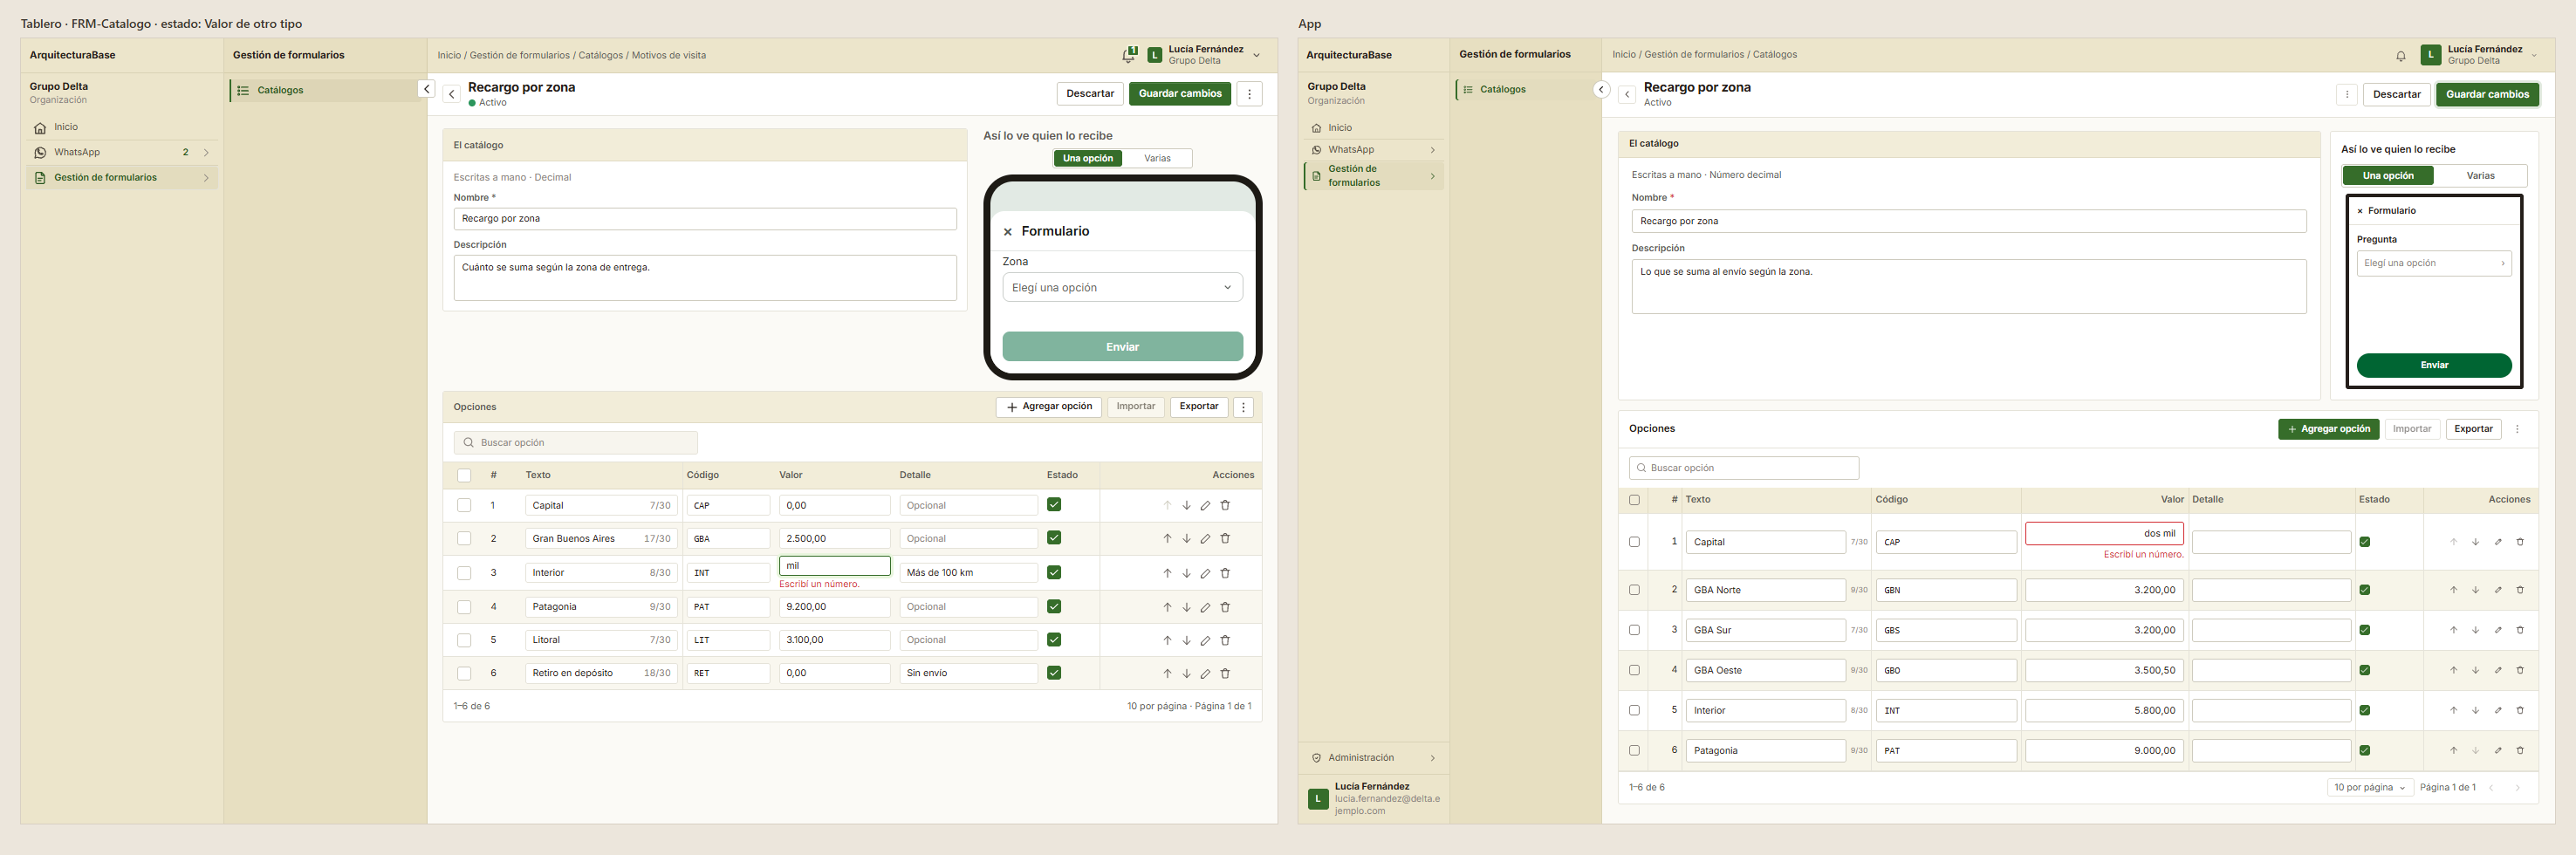 Tablero · FRM-Catalogo · estado: Valor de otro tipo
ArquitecturaBase
Gestión de formularios
Inicio / Gestión de formularios / Catálogos / Motivos de visita
1
L
Lucía Fernández
Grupo Delta
Grupo Delta
Organización
Inicio
WhatsApp 2
Gestión de formularios
Catálogos
Recargo por zona
Activo
Descartar
Guardar cambios
El catálogo
Escritas a mano · Decimal
Nombre *
Recargo por zona
Descripción
Cuánto se suma según la zona de entrega.
Así lo ve quien lo recibe
Una opción
Varias
× Formulario
Zona
Elegí una opción
Enviar
Opciones
+ Agregar opción
Importar
Exportar
Buscar opción
# Texto Código Valor Detalle Estado Acciones
1 Capital 7/30 CAP 0,00 Opcional
2 Gran Buenos Aires 17/30 GBA 2.500,00 Opcional
3 Interior 8/30 INT mil Más de 100 km
Escribí un número.
4 Patagonia 9/30 PAT 9.200,00 Opcional
5 Litoral 7/30 LIT 3.100,00 Opcional
6 Retiro en depósito 18/30 RET 0,00 Sin envío
1–6 de 6
10 por página · Página 1 de 1
App
ArquitecturaBase
Gestión de formularios
Inicio / Gestión de formularios / Catálogos
L
Lucía Fernández
Grupo Delta
Grupo Delta
Organización
Inicio
WhatsApp
Gestión de
formularios
Catálogos
Administración
L
Lucía Fernández
lucia.fernandez@delta.e
jemplo.com
Recargo por zona
Activo
Descartar
Guardar cambios
El catálogo
Escritas a mano · Número decimal
Nombre *
Recargo por zona
Descripción
Lo que se suma al envío según la zona.
Así lo ve quien lo recibe
Una opción
Varias
× Formulario
Pregunta
Elegí una opción
Enviar
Opciones
+ Agregar opción
Importar
Exportar
Buscar opción
# Texto Código Valor Detalle Estado Acciones
1 Capital 7/30 CAP dos mil
Escribí un número.
2 GBA Norte 9/30 GBN 3.200,00
3 GBA Sur 7/30 GBS 3.200,00
4 GBA Oeste 9/30 GBO 3.500,50
5 Interior 8/30 INT 5.800,00
6 Patagonia 9/30 PAT 9.000,00
1–6 de 6
10 por página
Página 1 de 1